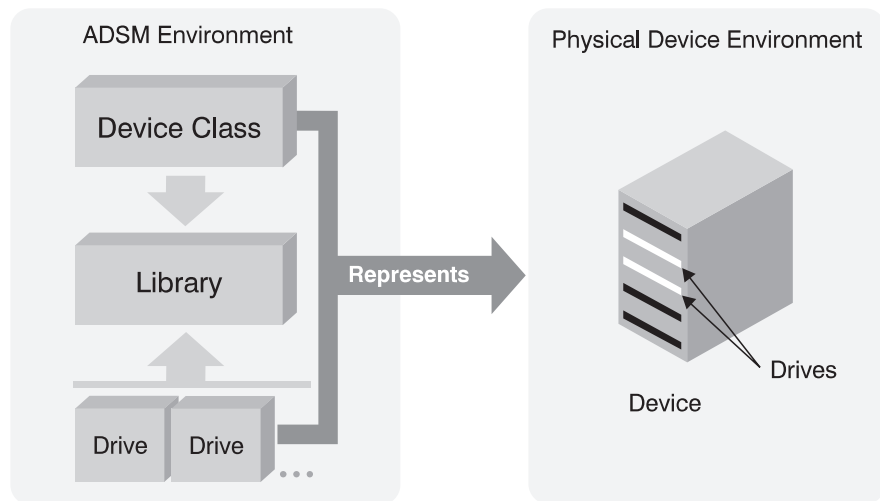 ADSM Environment
Device Class
Library
Drive
Drive
...
Represents
Physical Device Environment
Drives
Device